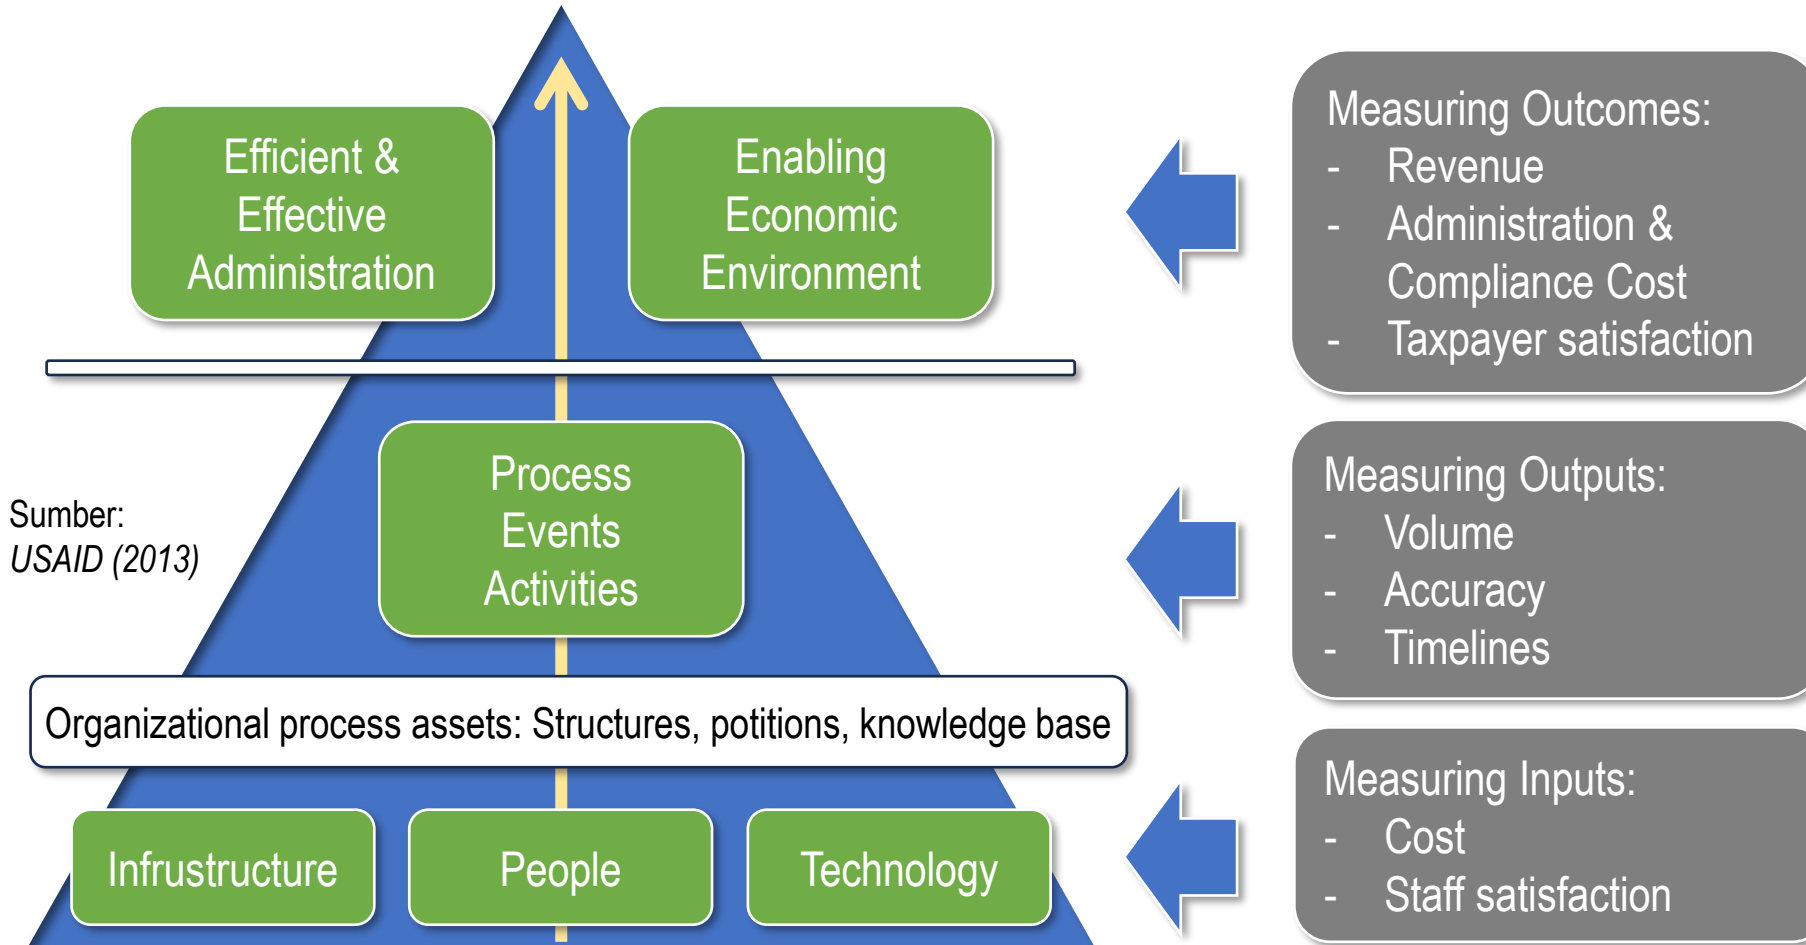 Efficient &
Effective
Administration
Enabling
Economic
Environment
Measuring Outcomes:
- Revenue
- Administration &
Compliance Cost
- Taxpayer satisfaction
Process
Events
Activities
Sumber:
USAID (2013)
Measuring Outputs:
- Volume
- Accuracy
- Timelines
Organizational process assets: Structures, potitions, knowledge base
Infrustructure
People
Technology
Measuring Inputs:
- Cost
- Staff satisfaction